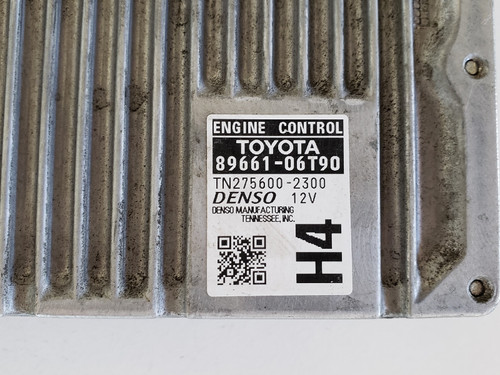 ENGINE CONTROL
TOYOTA
89661-06T90
TN275600-2300
DENSO 12V
DENSO MANUFACTURING
TENNESSEE, INC.
H4